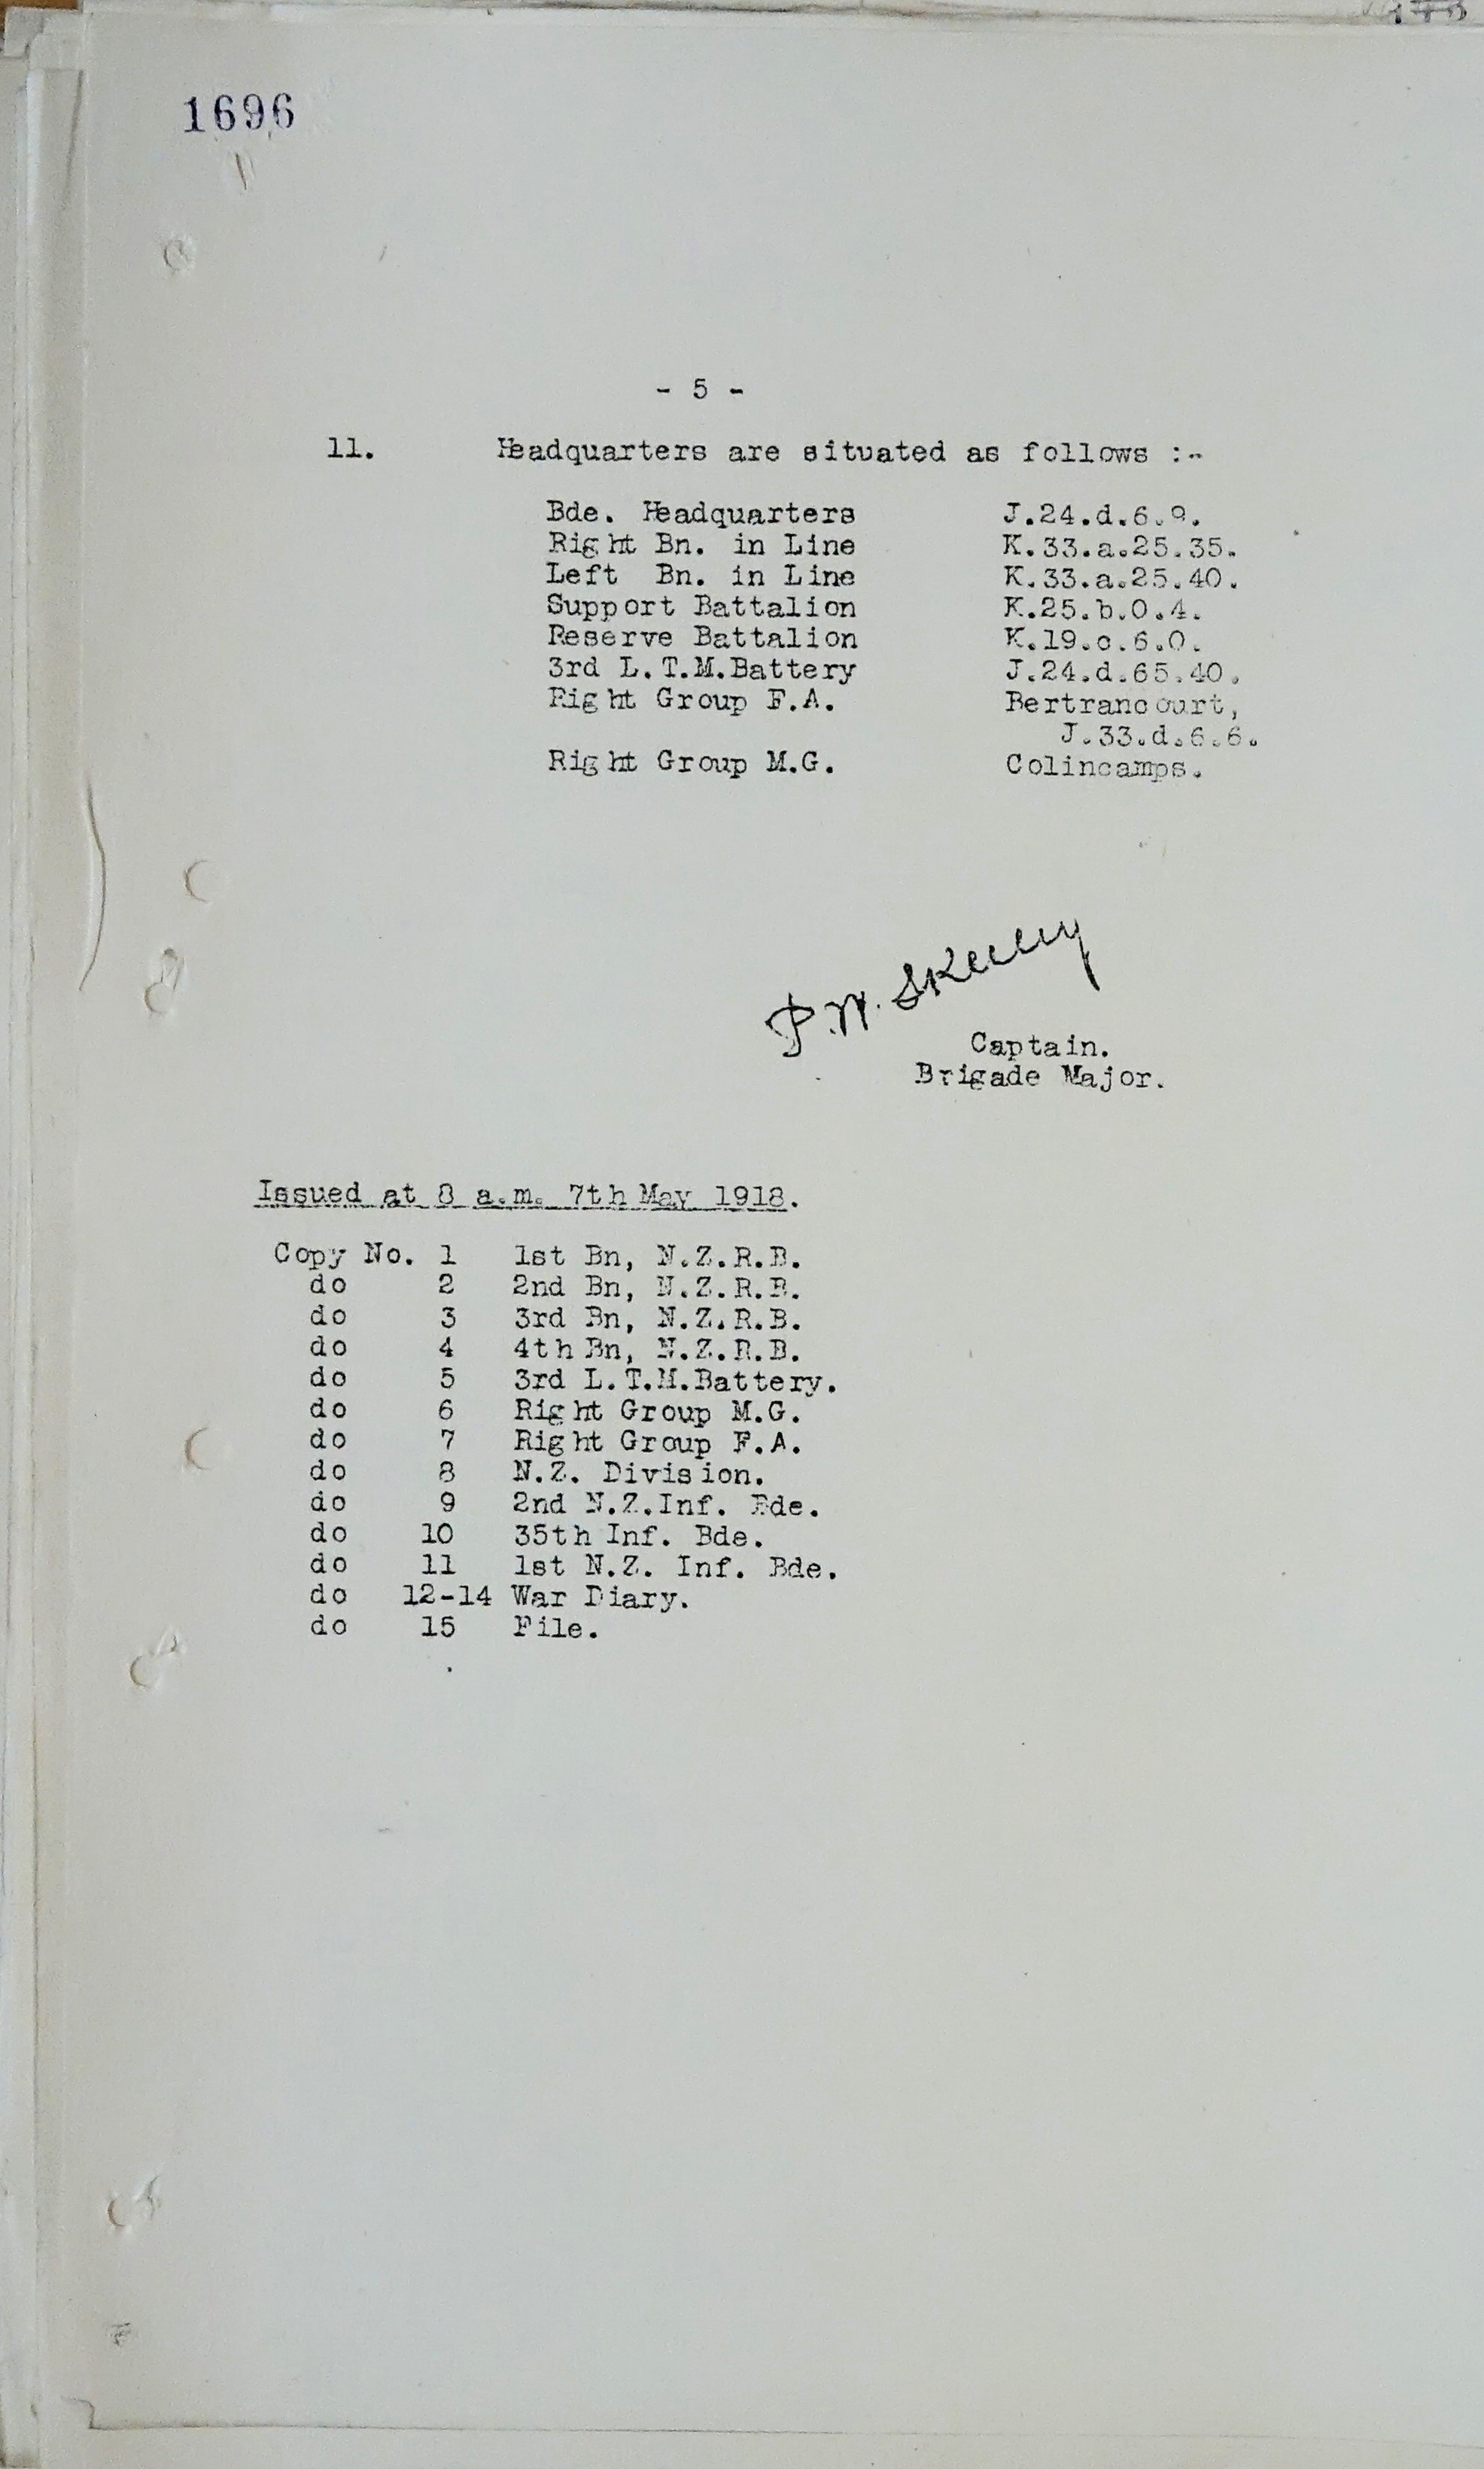 1696
- 5 -
11. Headquarters are situated as follows :-
Bde. Headquarters J.24.d.6.9.
Right Bn. in Line K.33.a.25.35.
Left Bn. in Line K.33.a.25.40.
Support Battalion K.25.b.0.4.
Reserve Battalion K.19.c.6.0.
3rd L.T.M.Battery J.24.d.65.40.
Right Group F.A. Bertrancourt,
J.33.d.6.6.
Right Group M.G. Colincamps.
P.W. Skelly
Captain.
Brigade Major.
Issued at 8 a.m. 7th May 1918.
Copy No. 1 1st Bn, N.Z.R.B.
do 2 2nd Bn, N.Z.R.B.
do 3 3rd Bn, N.Z.R.B.
do 4 4th Bn, N.Z.R.B.
do 5 3rd L.T.M.Battery.
do 6 Right Group M.G.
do 7 Right Group F.A.
do 8 N.Z. Division.
do 9 2nd N.Z.Inf. Bde.
do 10 35th Inf. Bde.
do 11 1st N.Z. Inf. Bde.
do 12-14 War Diary.
do 15 File.